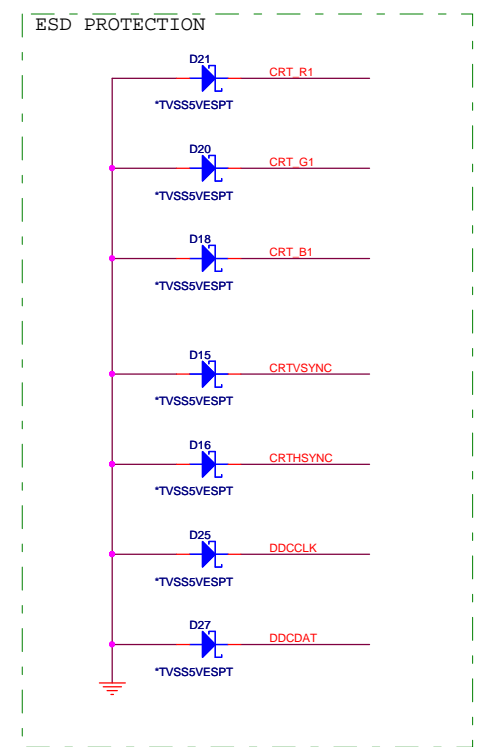 ESD PROTECTION
D21
CRT_R1
*TVSS5VESPT
D20
CRT_G1
*TVSS5VESPT
D18
CRT_B1
*TVSS5VESPT
D15
CRTVSYNC
*TVSS5VESPT
D16
CRTHSYNC
*TVSS5VESPT
D25
DDCCLK
*TVSS5VESPT
D27
DDCDAT
*TVSS5VESPT